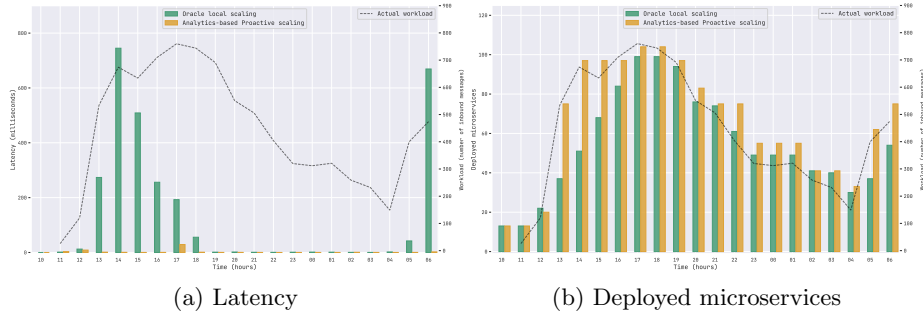 Oracle local scaling
Analytics-based Proactive scaling
Actual workload
Latency (milliseconds)
800
600
400
200
0
900
800
700
600
500
400
300
200
100
0
Workload (number of inbound messages)
10 11 12 13 14 15 16 17 18 19 20 21 22 23 00 01 02 03 04 05 06
Time (hours)
(a) Latency
Oracle local scaling
Analytics-based Proactive scaling
Actual workload
Deployed microservices
120
100
80
60
40
20
0
900
800
700
600
500
400
300
200
100
0
Workload (number of inbound messages)
10 11 12 13 14 15 16 17 18 19 20 21 22 23 00 01 02 03 04 05 06
Time (hours)
(b) Deployed microservices